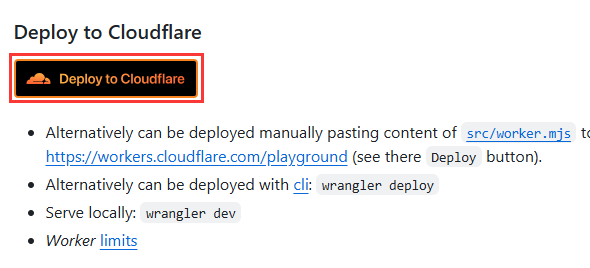 Deploy to Cloudflare
Deploy to Cloudflare
Alternatively can be deployed manually pasting content of src/worker.mjs to
https://workers.cloudflare.com/playground (see there Deploy button).
Alternatively can be deployed with cli: wrangler deploy
Serve locally: wrangler dev
Worker limits